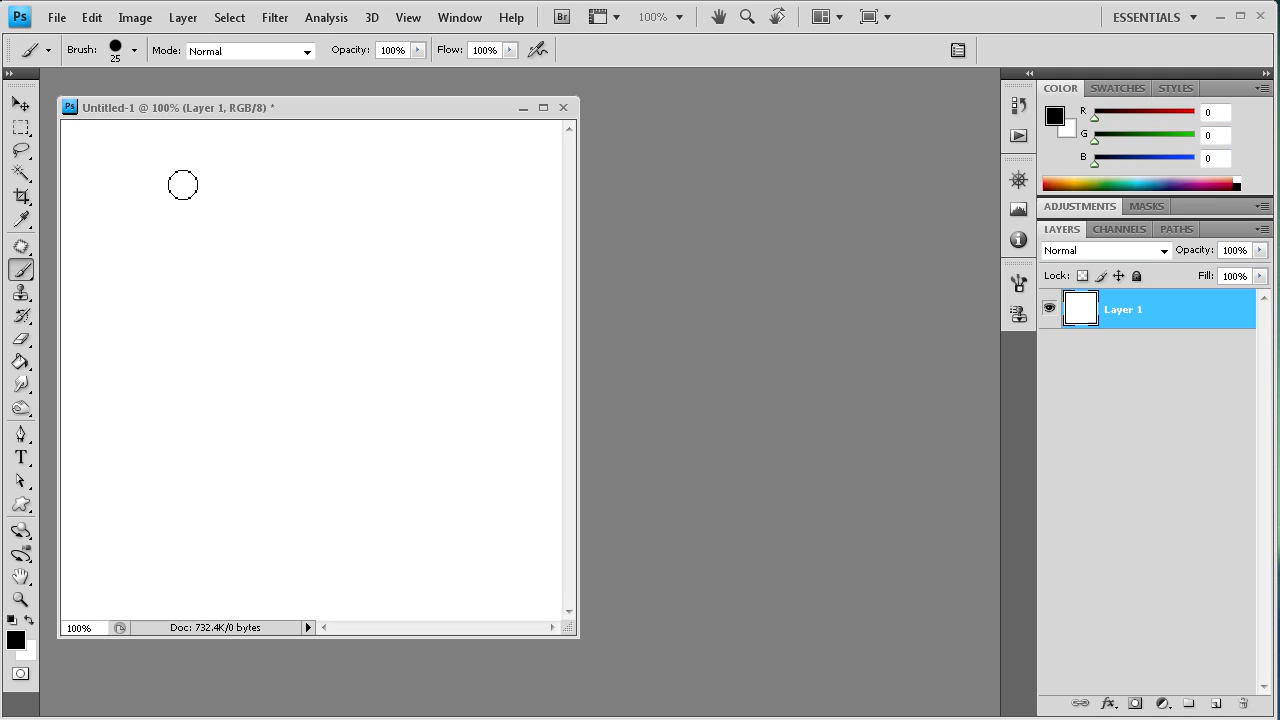 Ps File Edit Image Layer Select Filter Analysis 3D View Window Help Br 100% ESSENTIALS
Brush: 25 Mode: Normal Opacity: 100% Flow: 100%
Ps Untitled-1 @ 100% (Layer 1, RGB/8) *
T
100% Doc: 732.4K/0 bytes
COLOR SWATCHES STYLES
R 0
G 0
B 0
ADJUSTMENTS MASKS
LAYERS CHANNELS PATHS
Normal Opacity: 100%
Lock: Fill: 100%
Layer 1
fx